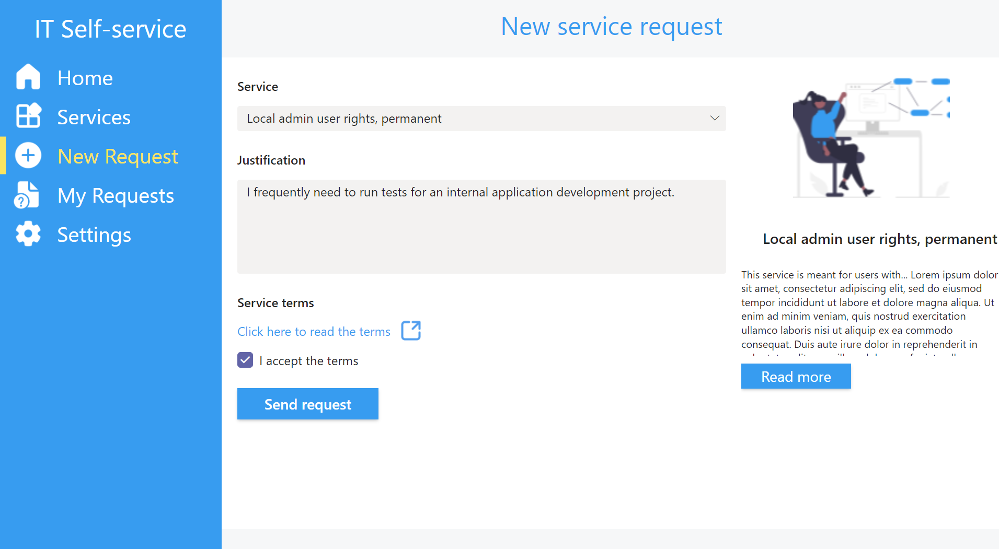 IT Self-service
Home
Services
New Request
My Requests
Settings
New service request
Service
Local admin user rights, permanent
Justification
I frequently need to run tests for an internal application development project.
Service terms
Click here to read the terms
I accept the terms
Send request
Local admin user rights, permanent
This service is meant for users with... Lorem ipsum dolor
sit amet, consectetur adipiscing elit, sed do eiusmod
tempor incididunt ut labore et dolore magna aliqua. Ut
enim ad minim veniam, quis nostrud exercitation
ullamco laboris nisi ut aliquip ex ea commodo
consequat. Duis aute irure dolor in reprehenderit in
Read more